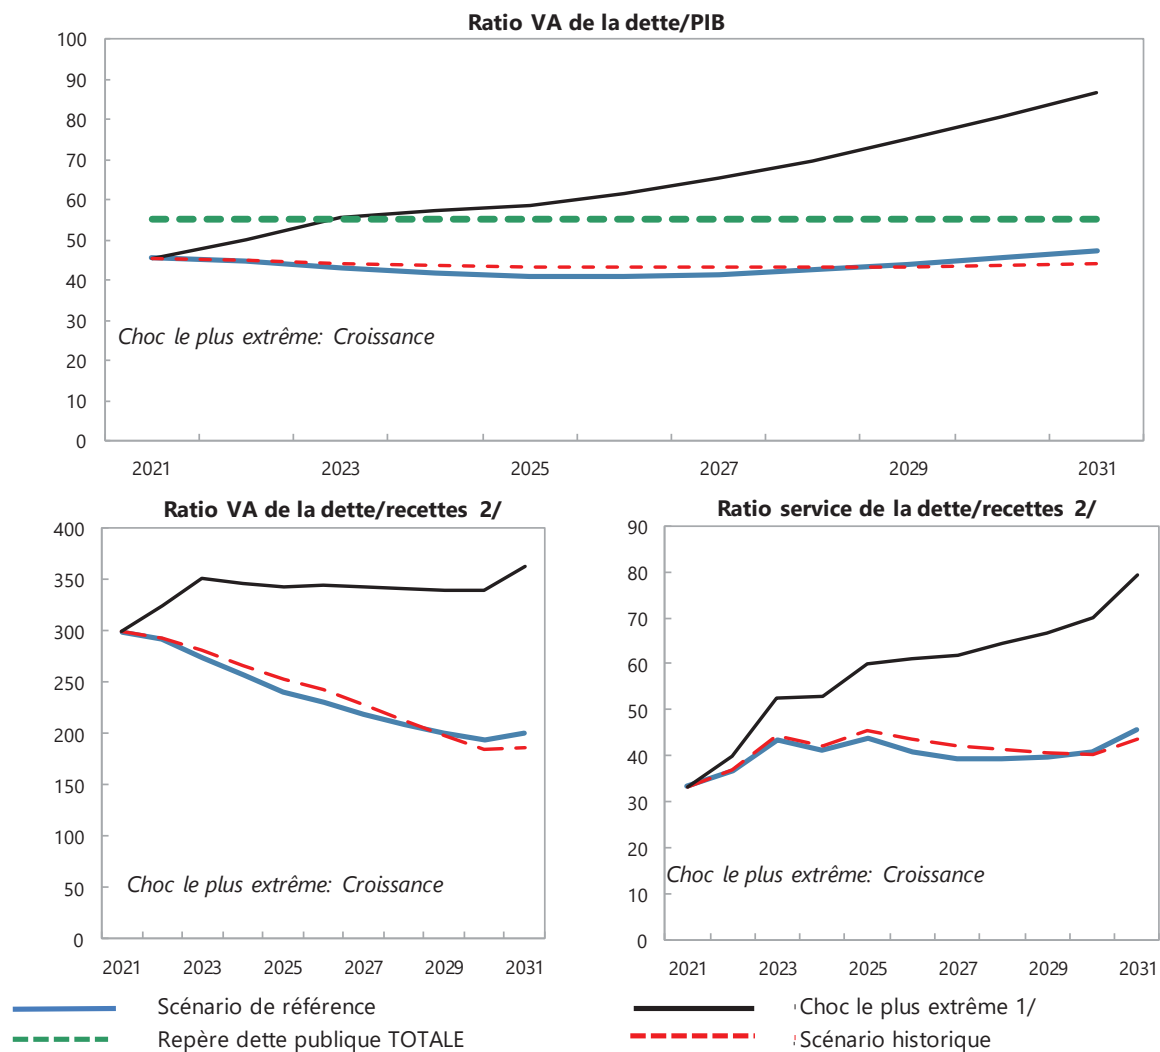 Ratio VA de la dette/PIB
100
90
80
70
60
50
40
30
20
10
0
Choc le plus extrême: Croissance
2021 2023 2025 2027 2029 2031
Ratio VA de la dette/recettes 2/
400
350
300
250
200
150
100
50
0
Choc le plus extrême: Croissance
2021 2023 2025 2027 2029 2031
Ratio service de la dette/recettes 2/
90
80
70
60
50
40
30
20
10
0
Choc le plus extrême: Croissance
2021 2023 2025 2027 2029 2031
Scénario de référence
Choc le plus extrême 1/
Repère dette publique TOTALE
Scénario historique